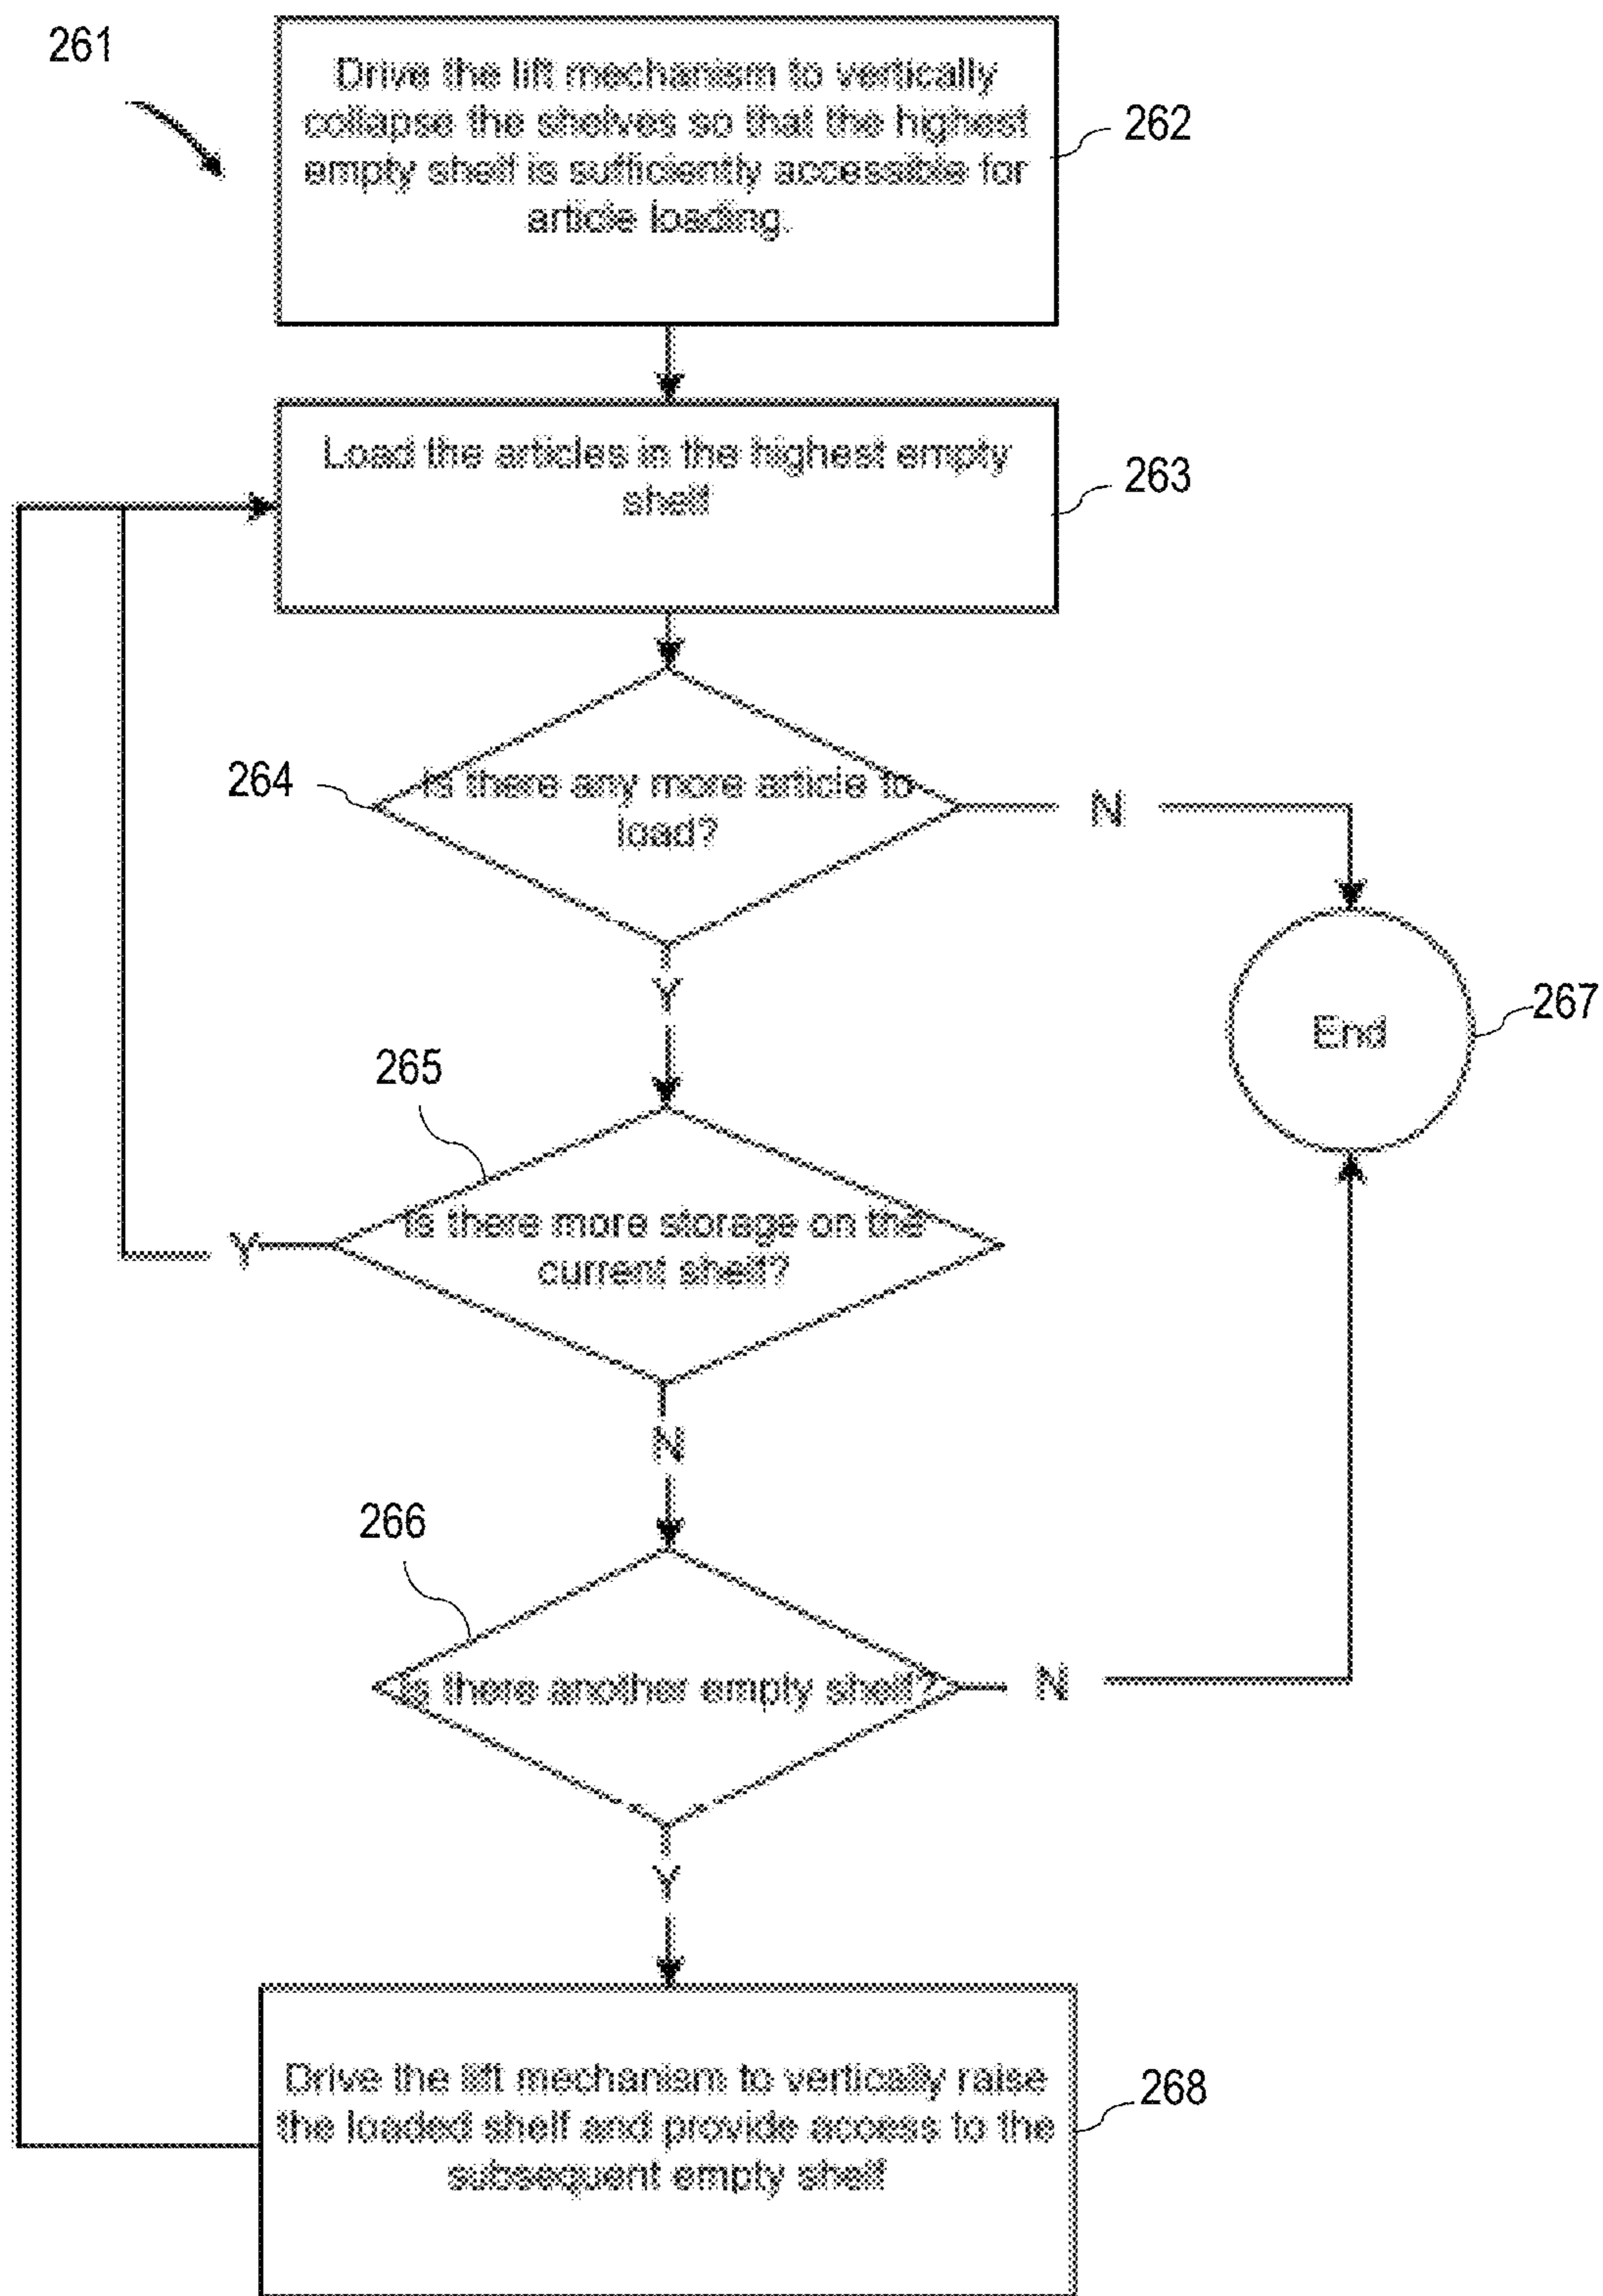 261
Drive the lift mechanism to vertically
collapse the shelves so that the highest
empty shelf is sufficiently accessible for
article loading.
262
Load the articles in the highest empty
shelf
263
264
Is there any more article to
load?
N
Y
267
End
265
Is there more storage on the
current shelf?
Y
N
266
Is there another empty shelf?
N
Y
Drive the lift mechanism to vertically raise
the loaded shelf and provide access to the
subsequent empty shelf
268